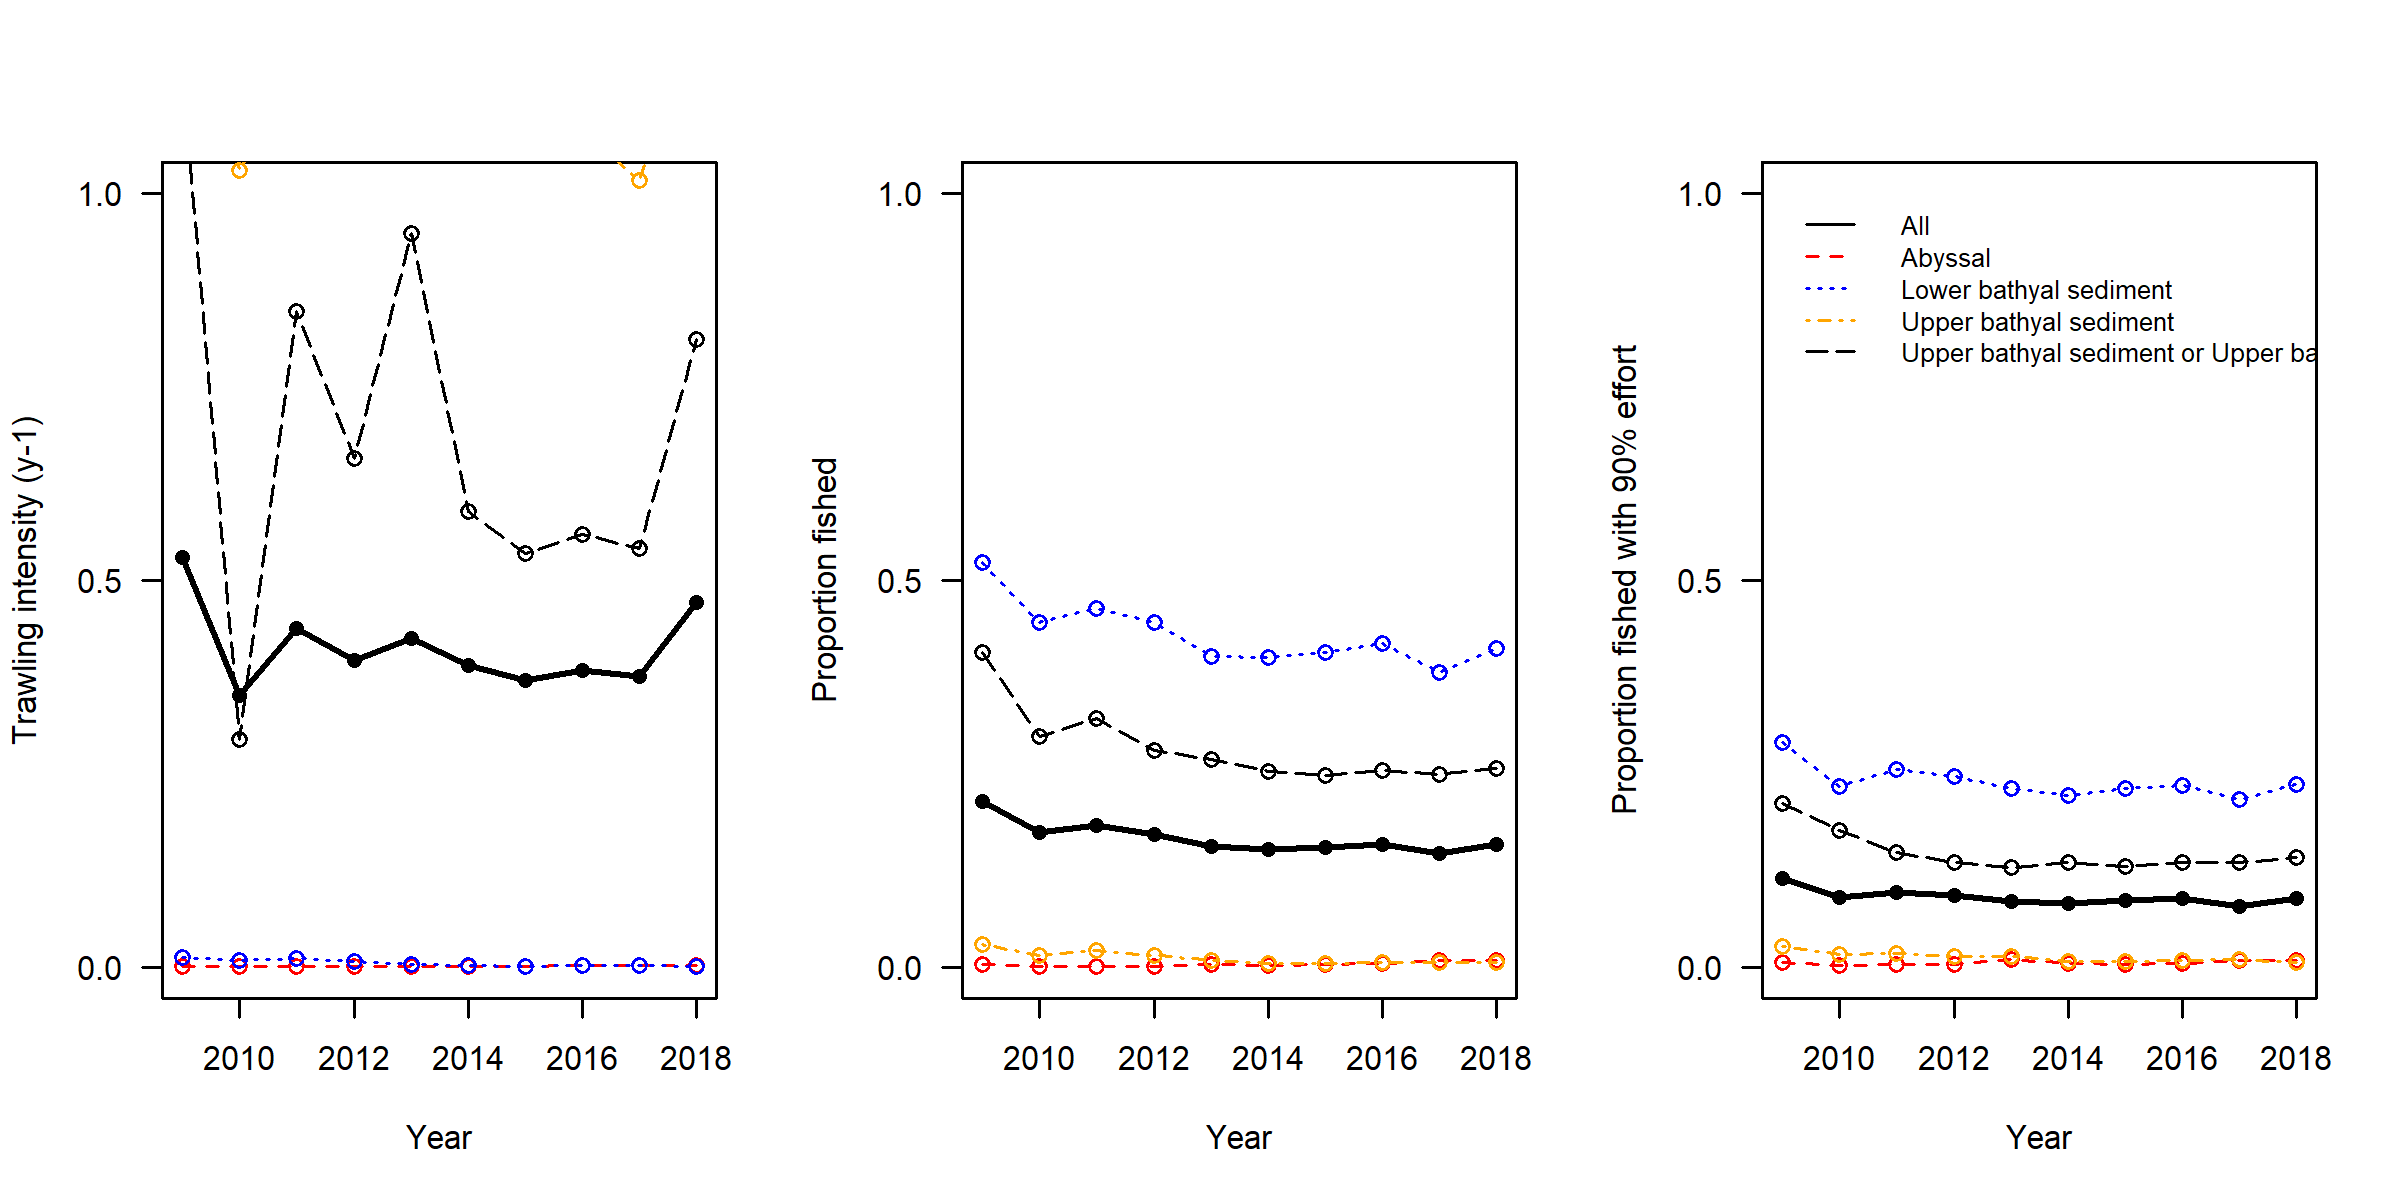 Trawling intensity (y-1)
1.0
0.5
0.0
2010 2012 2014 2016 2018
Year
Proportion fished
1.0
0.5
0.0
2010 2012 2014 2016 2018
Year
Proportion fished with 90% effort
1.0
0.5
0.0
All
Abyssal
Lower bathyal sediment
Upper bathyal sediment
Upper bathyal sediment or Upper ba
2010 2012 2014 2016 2018
Year